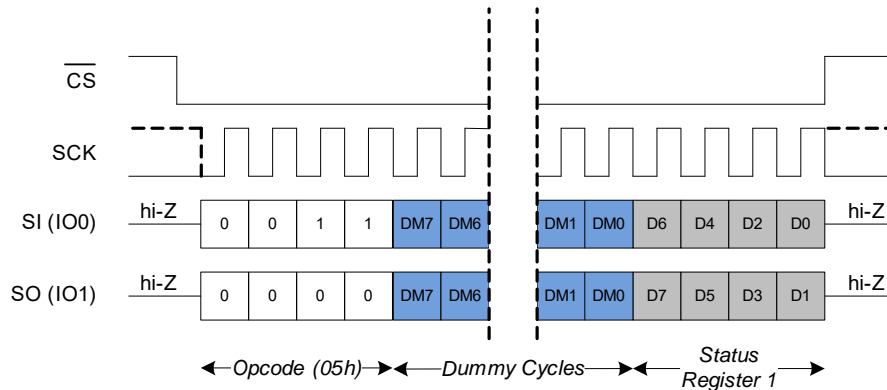 CS
SCK
SI (IO0) hi-Z 0 0 1 1 DM7 DM6 DM1 DM0 D6 D4 D2 D0 hi-Z
SO (IO1) hi-Z 0 0 0 0 DM7 DM6 DM1 DM0 D7 D5 D3 D1 hi-Z
Opcode (05h) Dummy Cycles Status
Register 1